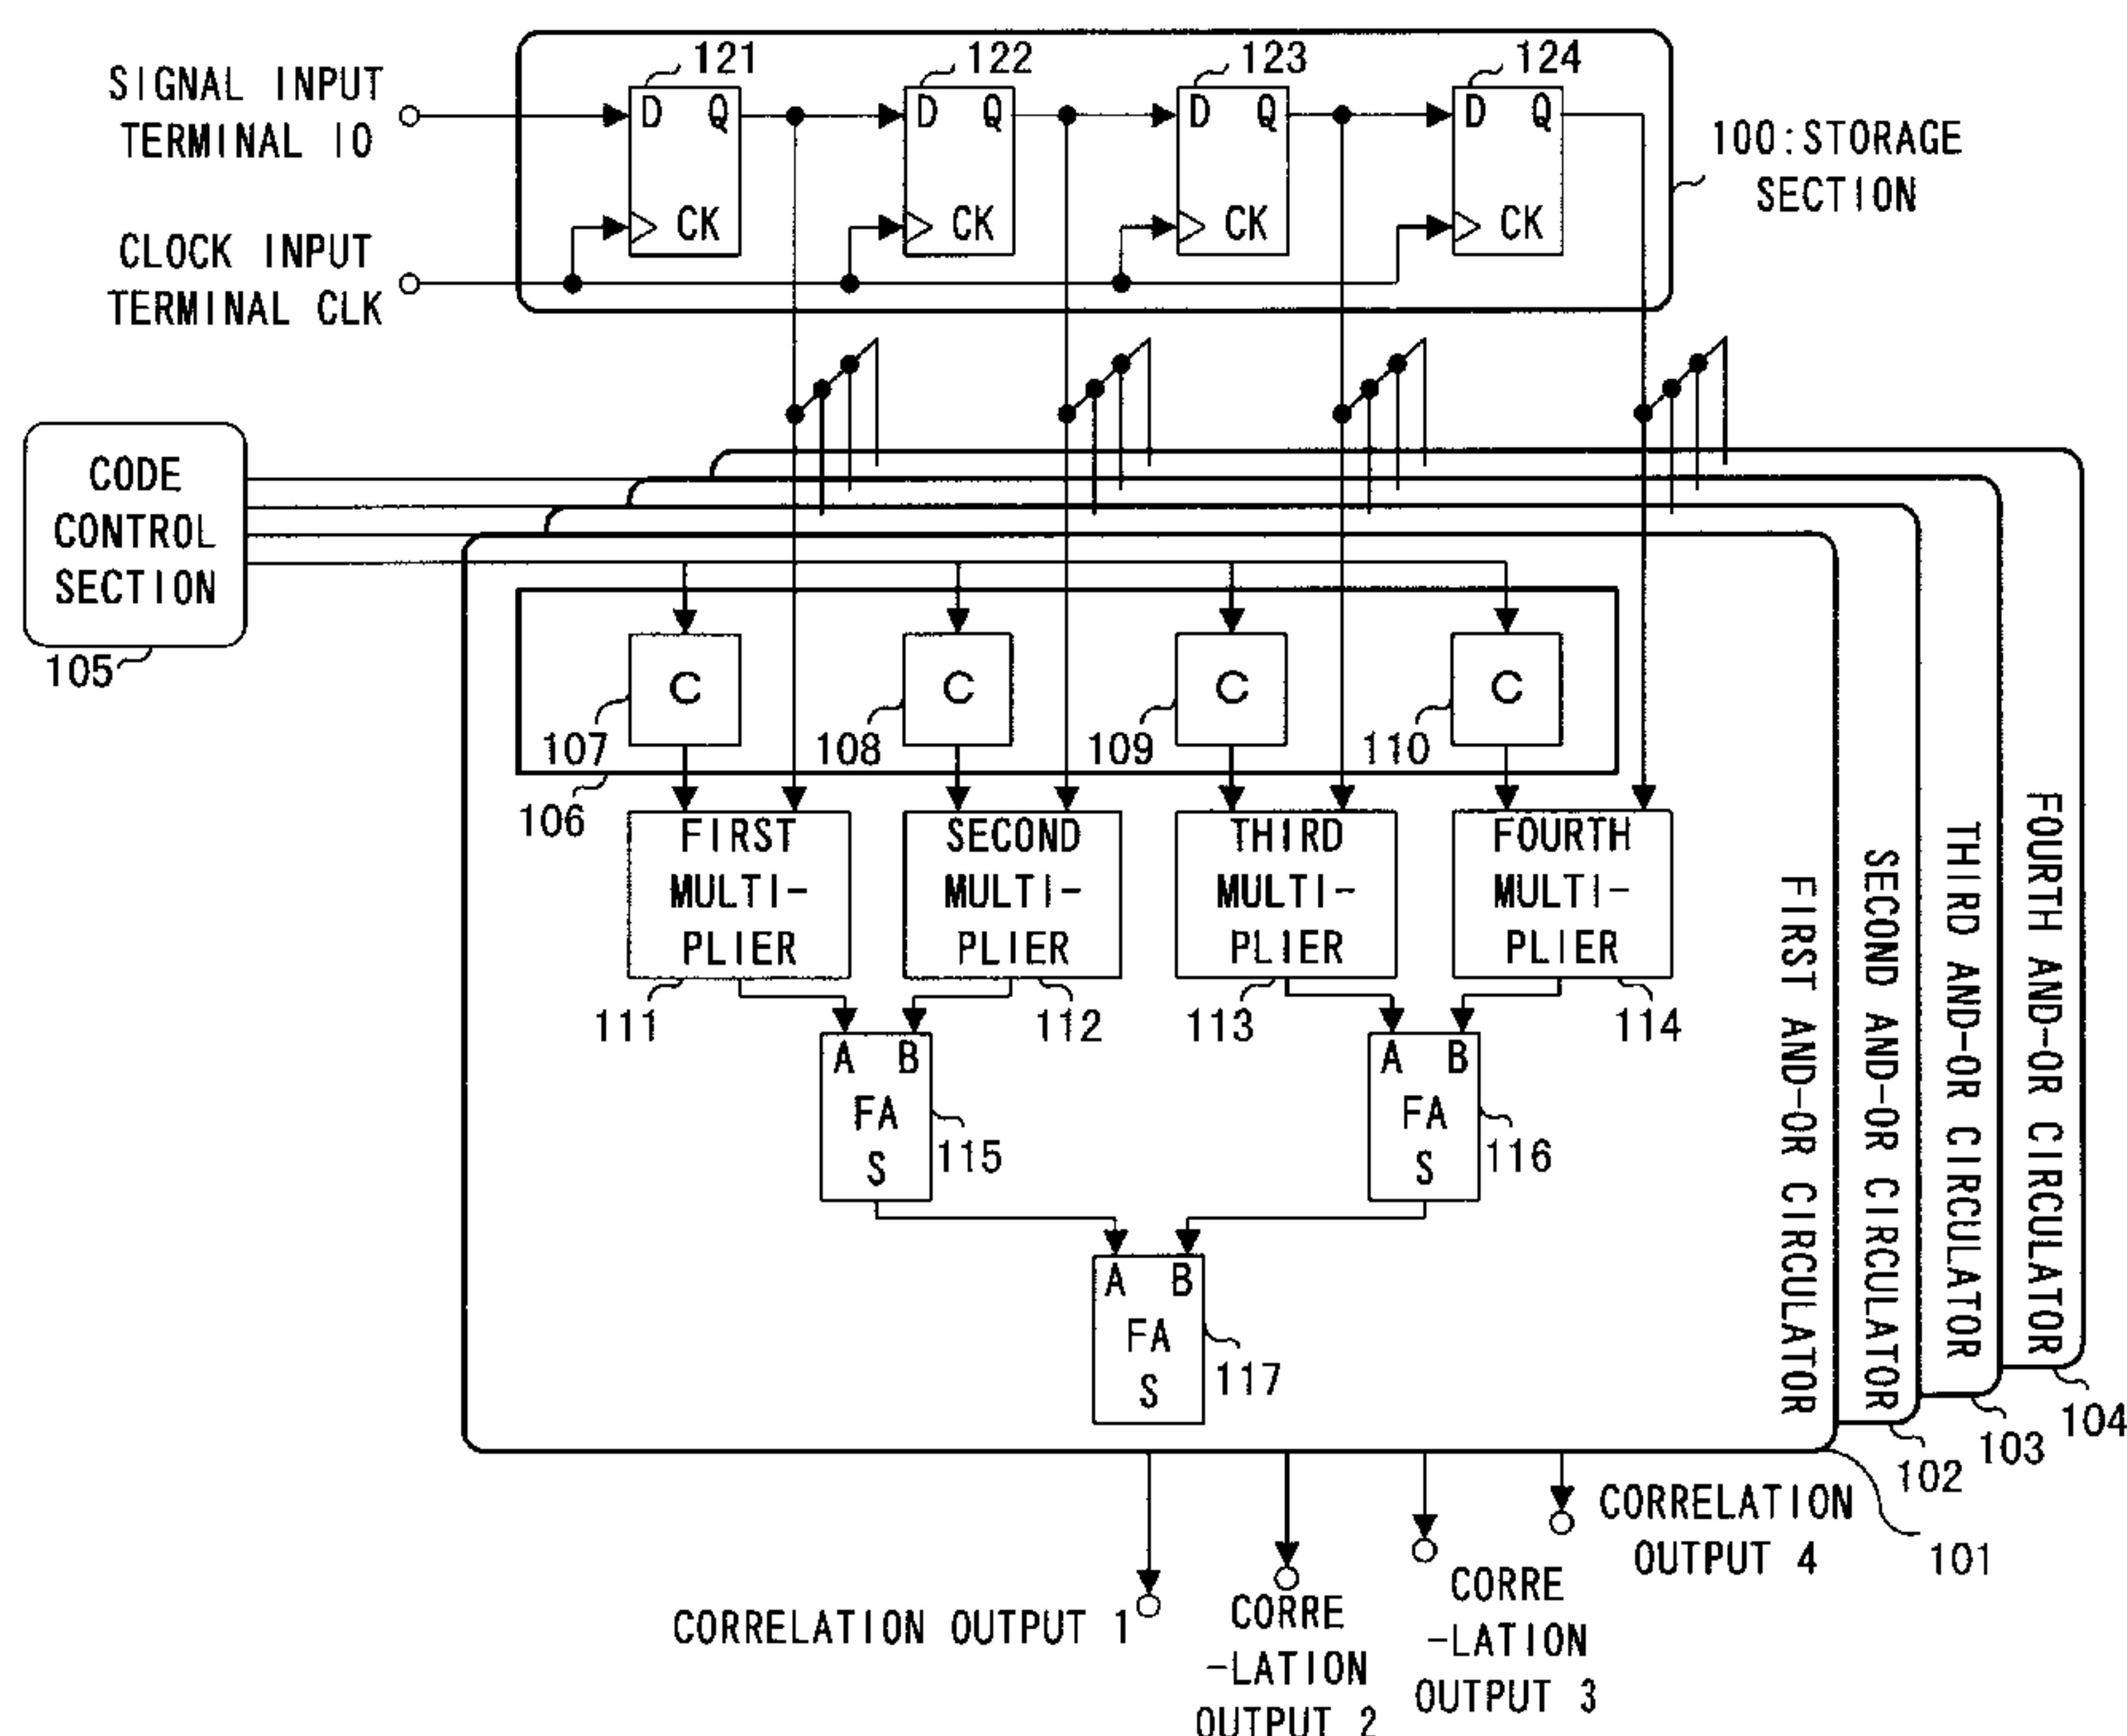 SIGNAL INPUT
TERMINAL I0
CLOCK INPUT
TERMINAL CLK
121
122
123
124
D Q
CK
D Q
CK
D Q
CK
D Q
CK
100:STORAGE
SECTION
CODE
CONTROL
SECTION
105
C
C
C
C
107
108
109
110
106
FIRST
MULTI-
PLIER
SECOND
MULTI-
PLIER
THIRD
MULTI-
PLIER
FOURTH
MULTI-
PLIER
111
112
113
114
A B
FA
S
115
A B
FA
S
116
A B
FA
S
117
FIRST AND-OR CIRCULATOR
SECOND AND-OR CIRCULATOR
THIRD AND-OR CIRCULATOR
FOURTH AND-OR CIRCULATOR
104
103
102
101
CORRELATION OUTPUT 1
CORRE
-LATION
OUTPUT 2
CORRE
-LATION
OUTPUT 3
CORRELATION
OUTPUT 4